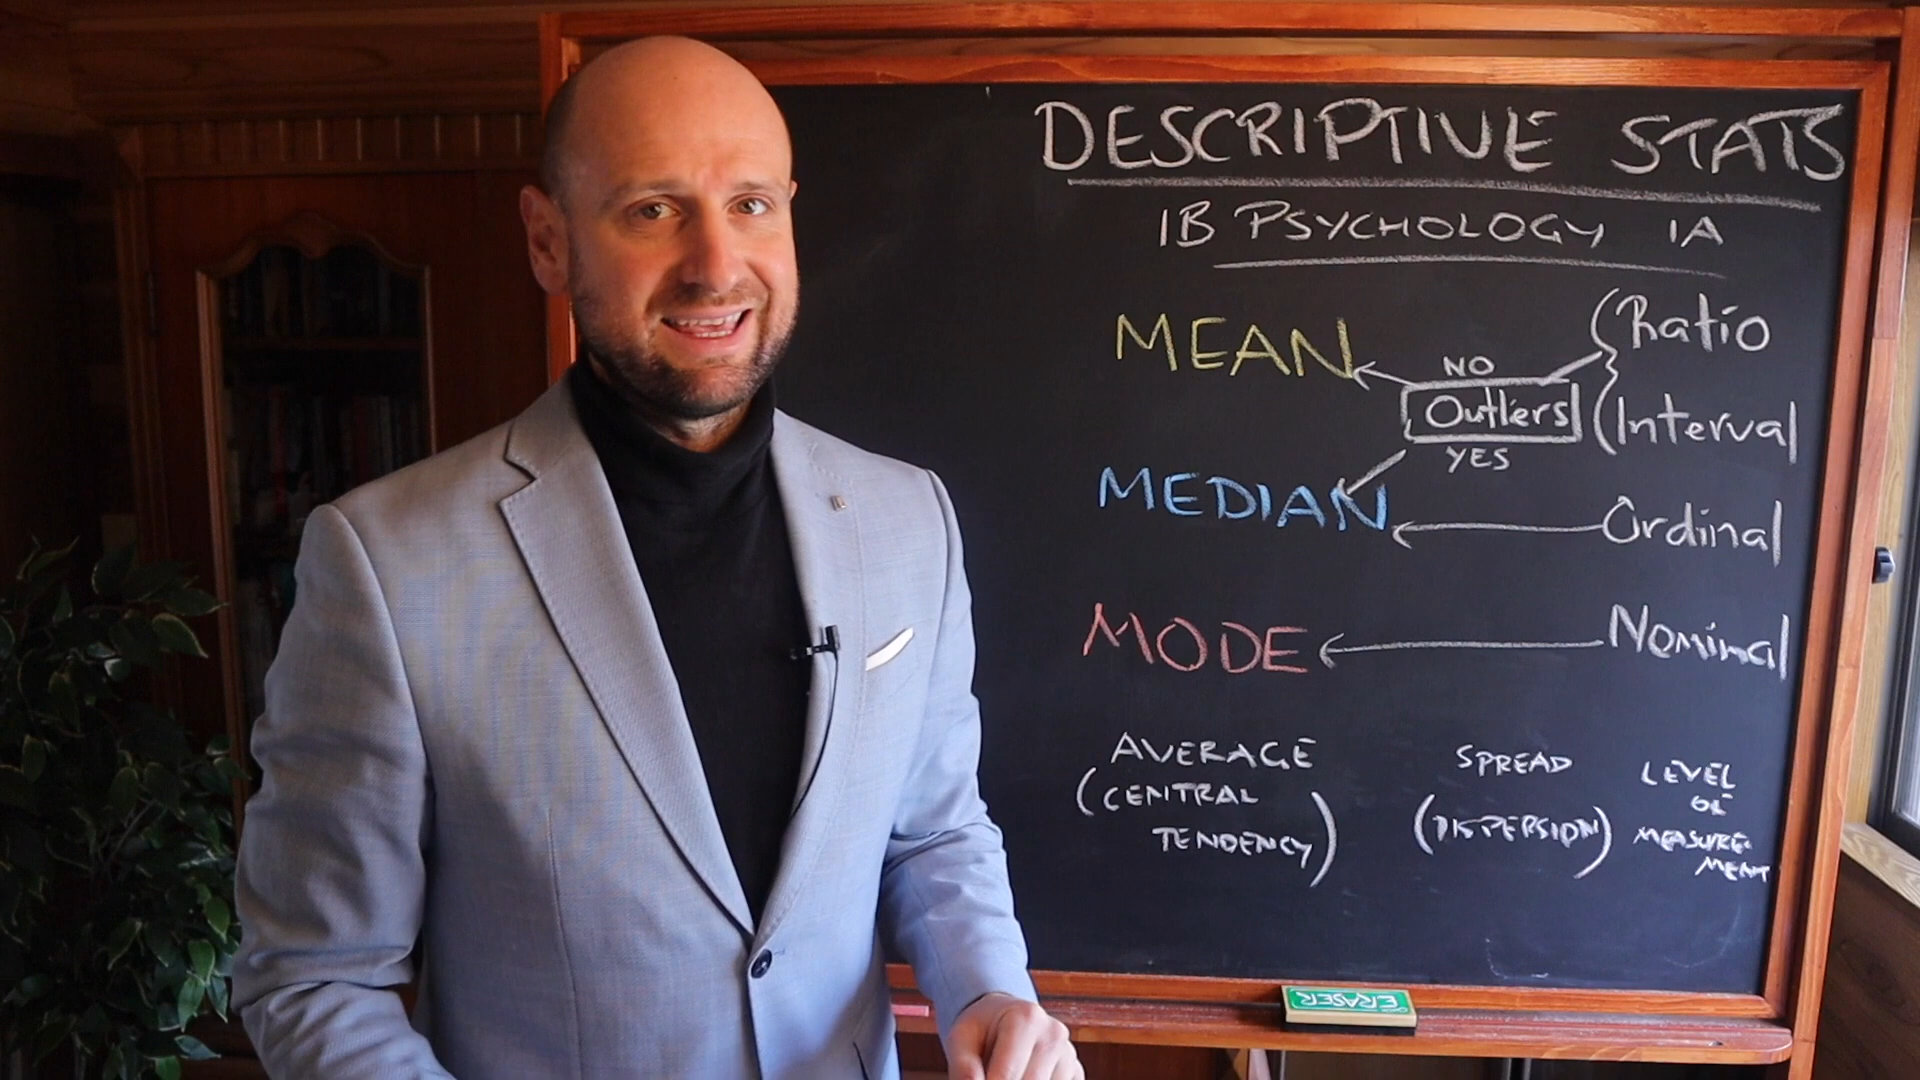 DESCRIPTIVE STATS
IB PSYCHOLOGY IA
MEAN
NO
Outliers
YES
Ratio
Interval
MEDIAN
Ordinal
MODE
Nominal
AVERAGE
(CENTRAL
TENDENCY)
SPREAD
(DISPERSION)
LEVEL
OF
MEASURE-
MENT
ERASER